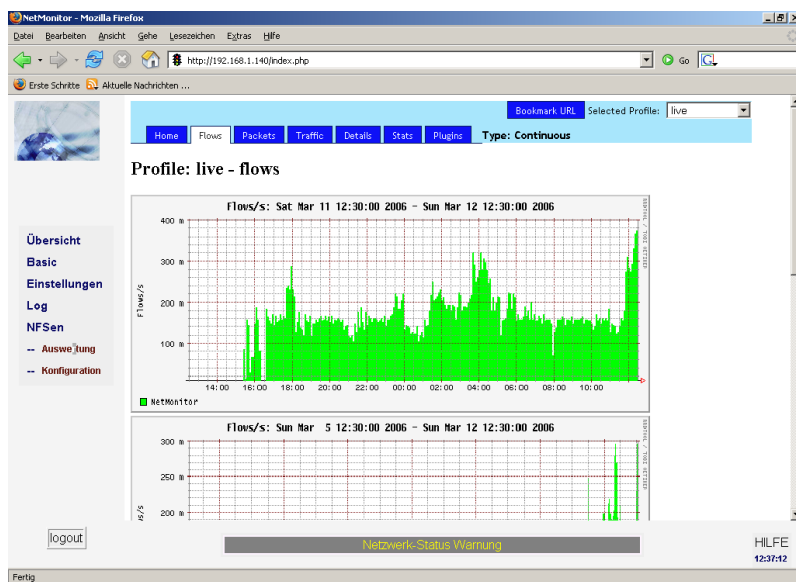 NetMonitor - Mozilla Firefox
Datei Bearbeiten Ansicht Gehe Lesezeichen Extras Hilfe
http://192.168.1.140/index.php
Go
Erste Schritte Aktuelle Nachrichten ...
Bookmark URL Selected Profile: live
Home Flows Packets Traffic Details Stats Plugins Type: Continuous
Profile: live - flows
Übersicht
Basic
Einstellungen
Log
NFSen
-- Auswertung
-- Konfiguration
Flows/s: Sat Mar 11 12:30:00 2006 - Sun Mar 12 12:30:00 2006
RRDTOOL / TOBI OETIKER
Flows/s
400 m
300 m
200 m
100 m
14:00 16:00 18:00 20:00 22:00 00:00 02:00 04:00 06:00 08:00 10:00
NetMonitor
Flows/s: Sun Mar 5 12:30:00 2006 - Sun Mar 12 12:30:00 2006
RRDTOOL / TOBI OETIKER
300 m
250 m
200 m
logout
Netzwerk-Status Warnung
HILFE
12:37:12
Fertig